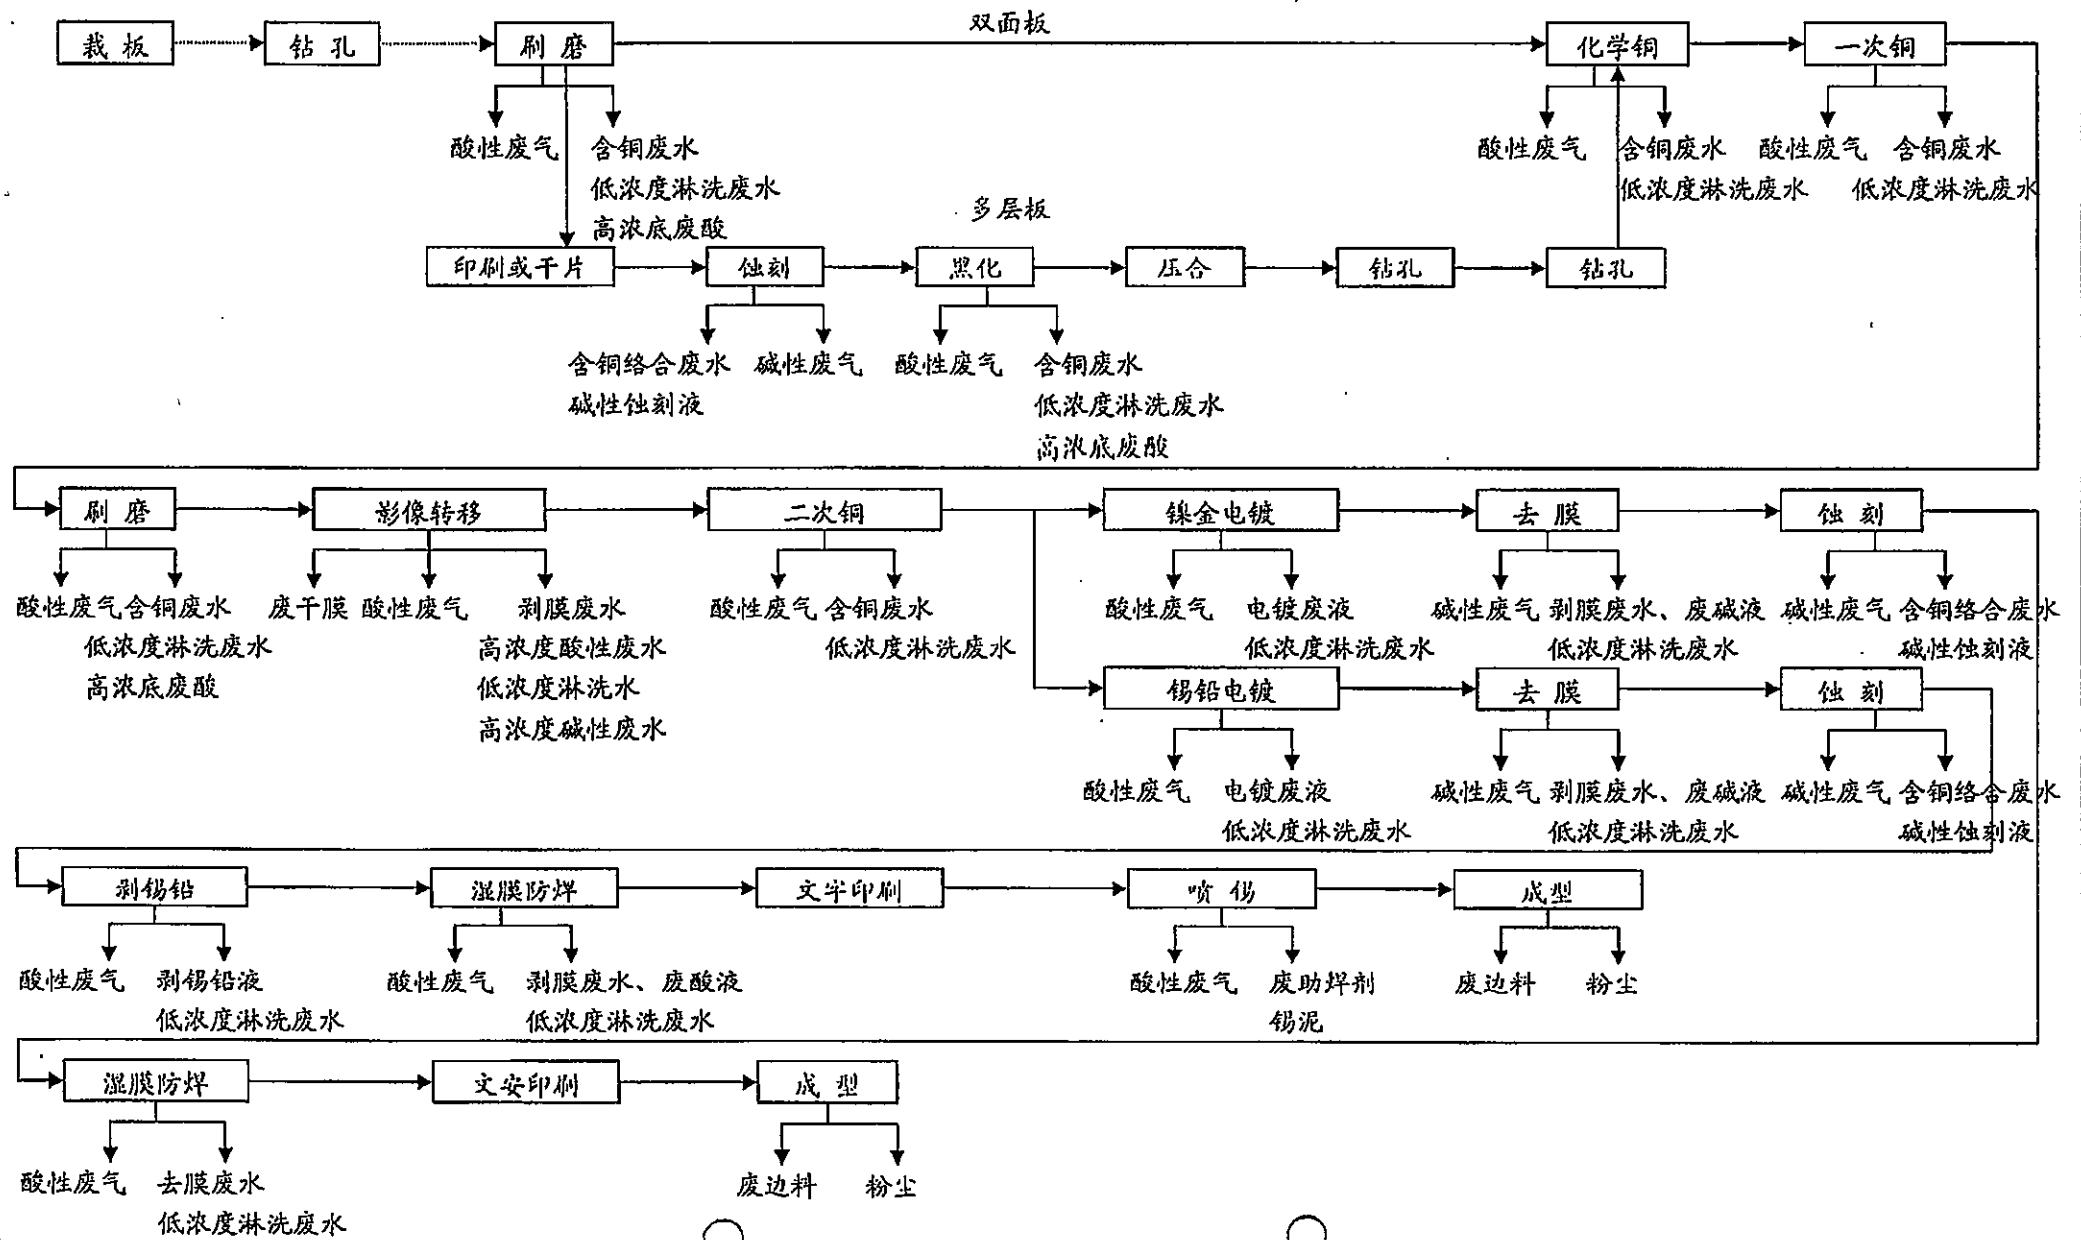 双面板
裁板 钻孔 刷磨 化学铜 一次铜
酸性废气 含铜废水 酸性废气 含铜废水 酸性废气 含铜废水
低浓度淋洗废水 低浓度淋洗废水 低浓度淋洗废水
高浓底废酸 多层板
印刷或干片 蚀刻 黑化 压合 钻孔 钻孔
含铜络合废水 碱性废气 酸性废气 含铜废水
碱性蚀刻液 低浓度淋洗废水
高浓底废酸
刷磨 影像转移 二次铜 镍金电镀 去膜 蚀刻
酸性废气 含铜废水 废干膜 酸性废气 剥膜废水 酸性废气 含铜废水 酸性废气 电镀废液 碱性废气 剥膜废水、废碱液 碱性废气 含铜络合废水
低浓度淋洗废水 高浓度酸性废水 低浓度淋洗废水 低浓度淋洗废水 低浓度淋洗废水 碱性蚀刻液
高浓底废酸 低浓度淋洗水 锡铅电镀 去膜 蚀刻
高浓度碱性废水
酸性废气 电镀废液 碱性废气 剥膜废水、废碱液 碱性废气 含铜络合废水
低浓度淋洗废水 低浓度淋洗废水 碱性蚀刻液
剥锡铅 湿膜防焊 文字印刷 喷锡 成型
酸性废气 剥锡铅液 酸性废气 剥膜废水、废酸液 酸性废气 废助焊剂 废边料 粉尘
低浓度淋洗废水 低浓度淋洗废水 锡泥
湿膜防焊 文安印刷 成型
酸性废气 去膜废水 废边料 粉尘
低浓度淋洗废水